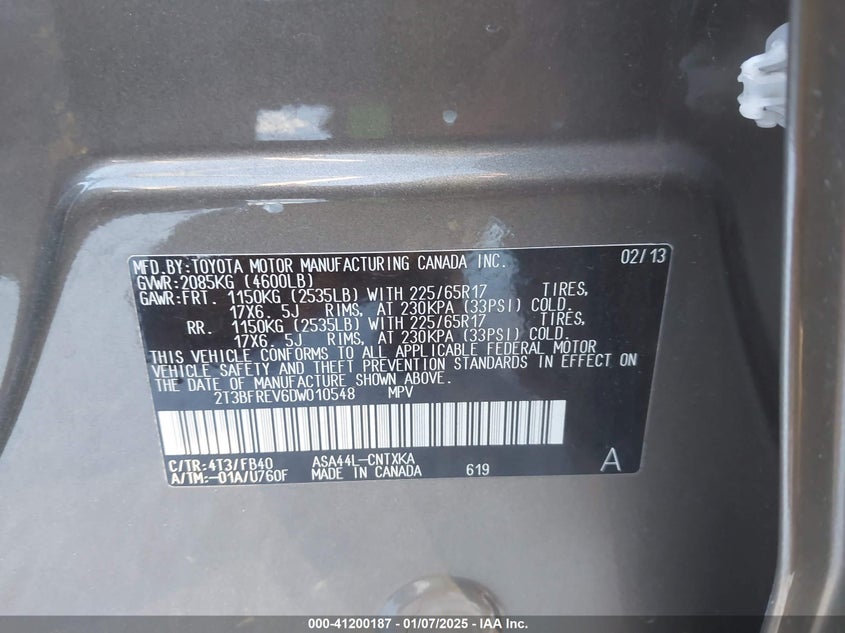 MFD.BY:TOYOTA MOTOR MANUFACTURING CANADA INC. 02/13
GVWR:2085KG (4600LB)
GAWR:FRT. 1150KG (2535LB) WITH 225/65R17 TIRES,
17X6. 5J RIMS, AT 230KPA (33PSI) COLD.
RR. 1150KG (2535LB) WITH 225/65R17 TIRES,
17X6. 5J RIMS, AT 230KPA (33PSI) COLD.
THIS VEHICLE CONFORMS TO ALL APPLICABLE FEDERAL MOTOR
VEHICLE SAFETY AND THEFT PREVENTION STANDARDS IN EFFECT ON
THE DATE OF MANUFACTURE SHOWN ABOVE.
2T3BFREV6DW010548 MPV
C/TR:4T3/FB40 ASA44L-CNTXKA
A/TM:-01A/U760F MADE IN CANADA 619 A
000-41200187 - 01/07/2025 - IAA Inc.